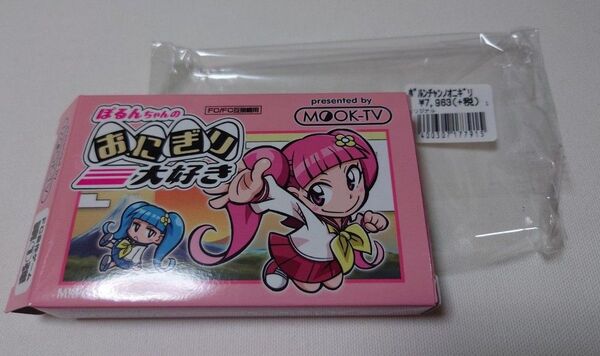 ぽるんちゃんの
おにぎり
大好き
FC/FC互換機用
presented by
MOOK-TV
ポルンチャンノオニギリ
¥7,983(+税)